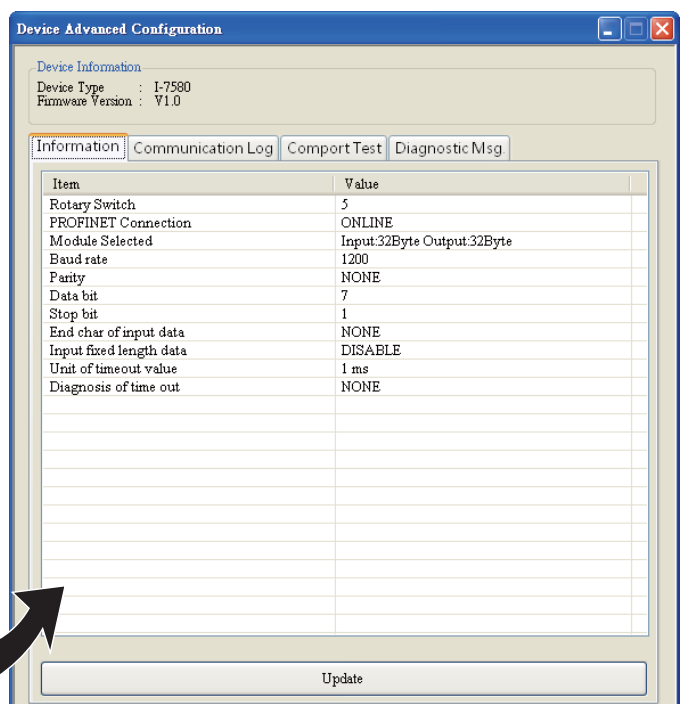 Device Advanced Configuration
Device Information
Device Type : I-7580
Firmware Version : V1.0
Information Communication Log Comport Test Diagnostic Msg.
Item Value
Rotary Switch 5
PROFINET Connection ONLINE
Module Selected Input:32Byte Output:32Byte
Baud rate 1200
Parity NONE
Data bit 7
Stop bit 1
End char of input data NONE
Input fixed length data DISABLE
Unit of timeout value 1 ms
Diagnosis of time out NONE
Update